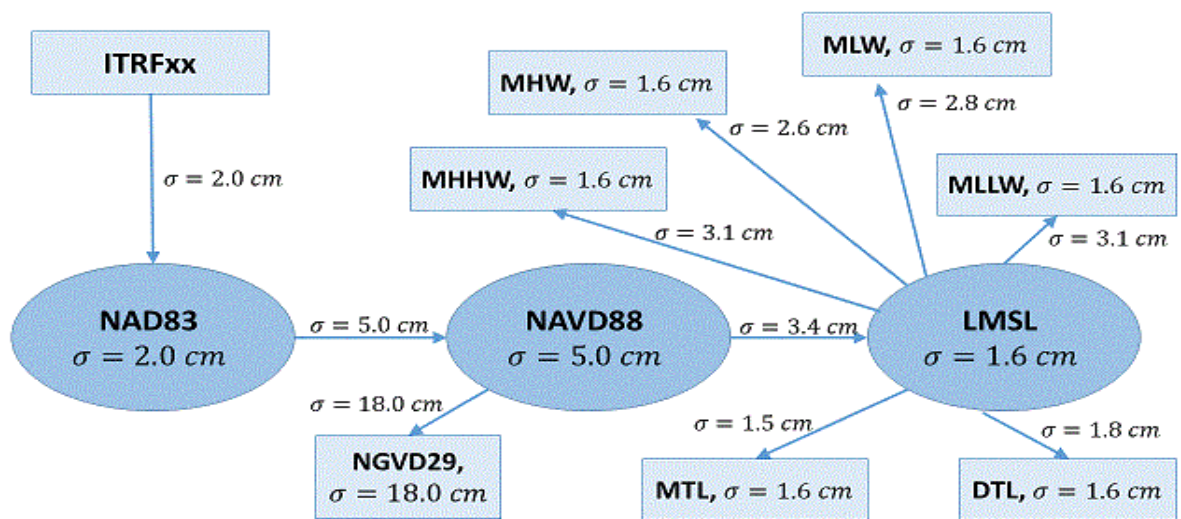 ITRFxx
σ = 2.0 cm
MHW, σ = 1.6 cm
MLW, σ = 1.6 cm
σ = 2.6 cm
σ = 2.8 cm
MHHW, σ = 1.6 cm
MLLW, σ = 1.6 cm
σ = 3.1 cm
σ = 3.1 cm
NAD83
σ = 2.0 cm
σ = 5.0 cm
NAVD88
σ = 5.0 cm
σ = 3.4 cm
LMSL
σ = 1.6 cm
σ = 18.0 cm
NGVD29,
σ = 18.0 cm
σ = 1.5 cm
MTL, σ = 1.6 cm
σ = 1.8 cm
DTL, σ = 1.6 cm